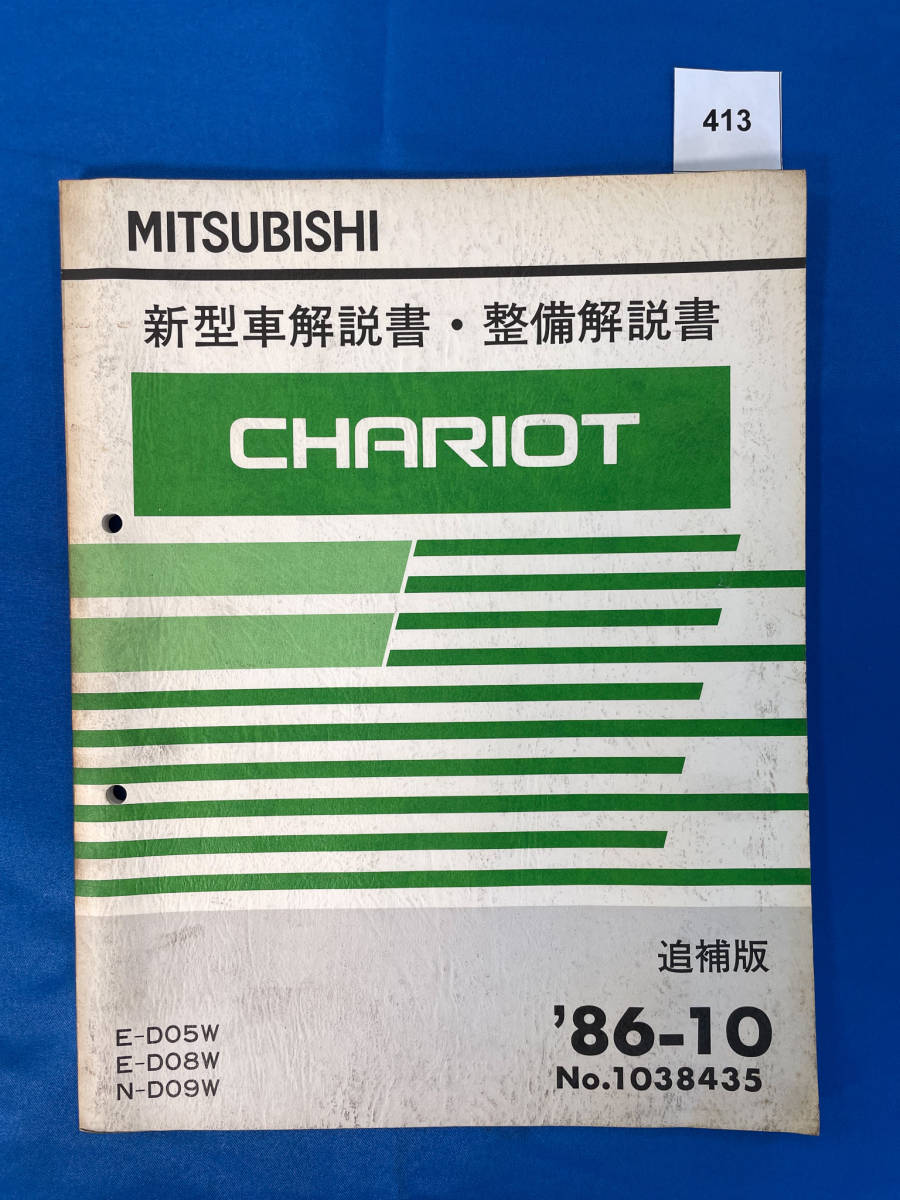 413
MITSUBISHI
新型車解説書・整備解説書
CHARIOT
追補版
E-D05W
E-D08W
N-D09W
'86-10
No.1038435